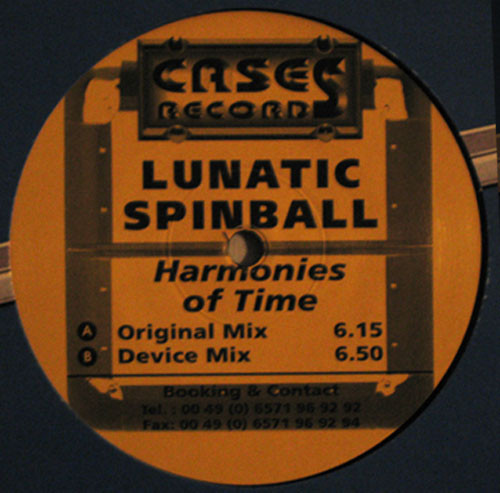 CASES
RECORDS
LUNATIC
SPINBALL
Harmonies
of Time
A Original Mix 6.15
B Device Mix 6.50
Booking & Contact
Tel. : 00 49 (0) 6571 96 92 92
Fax: 00 49 (0) 6571 96 92 94